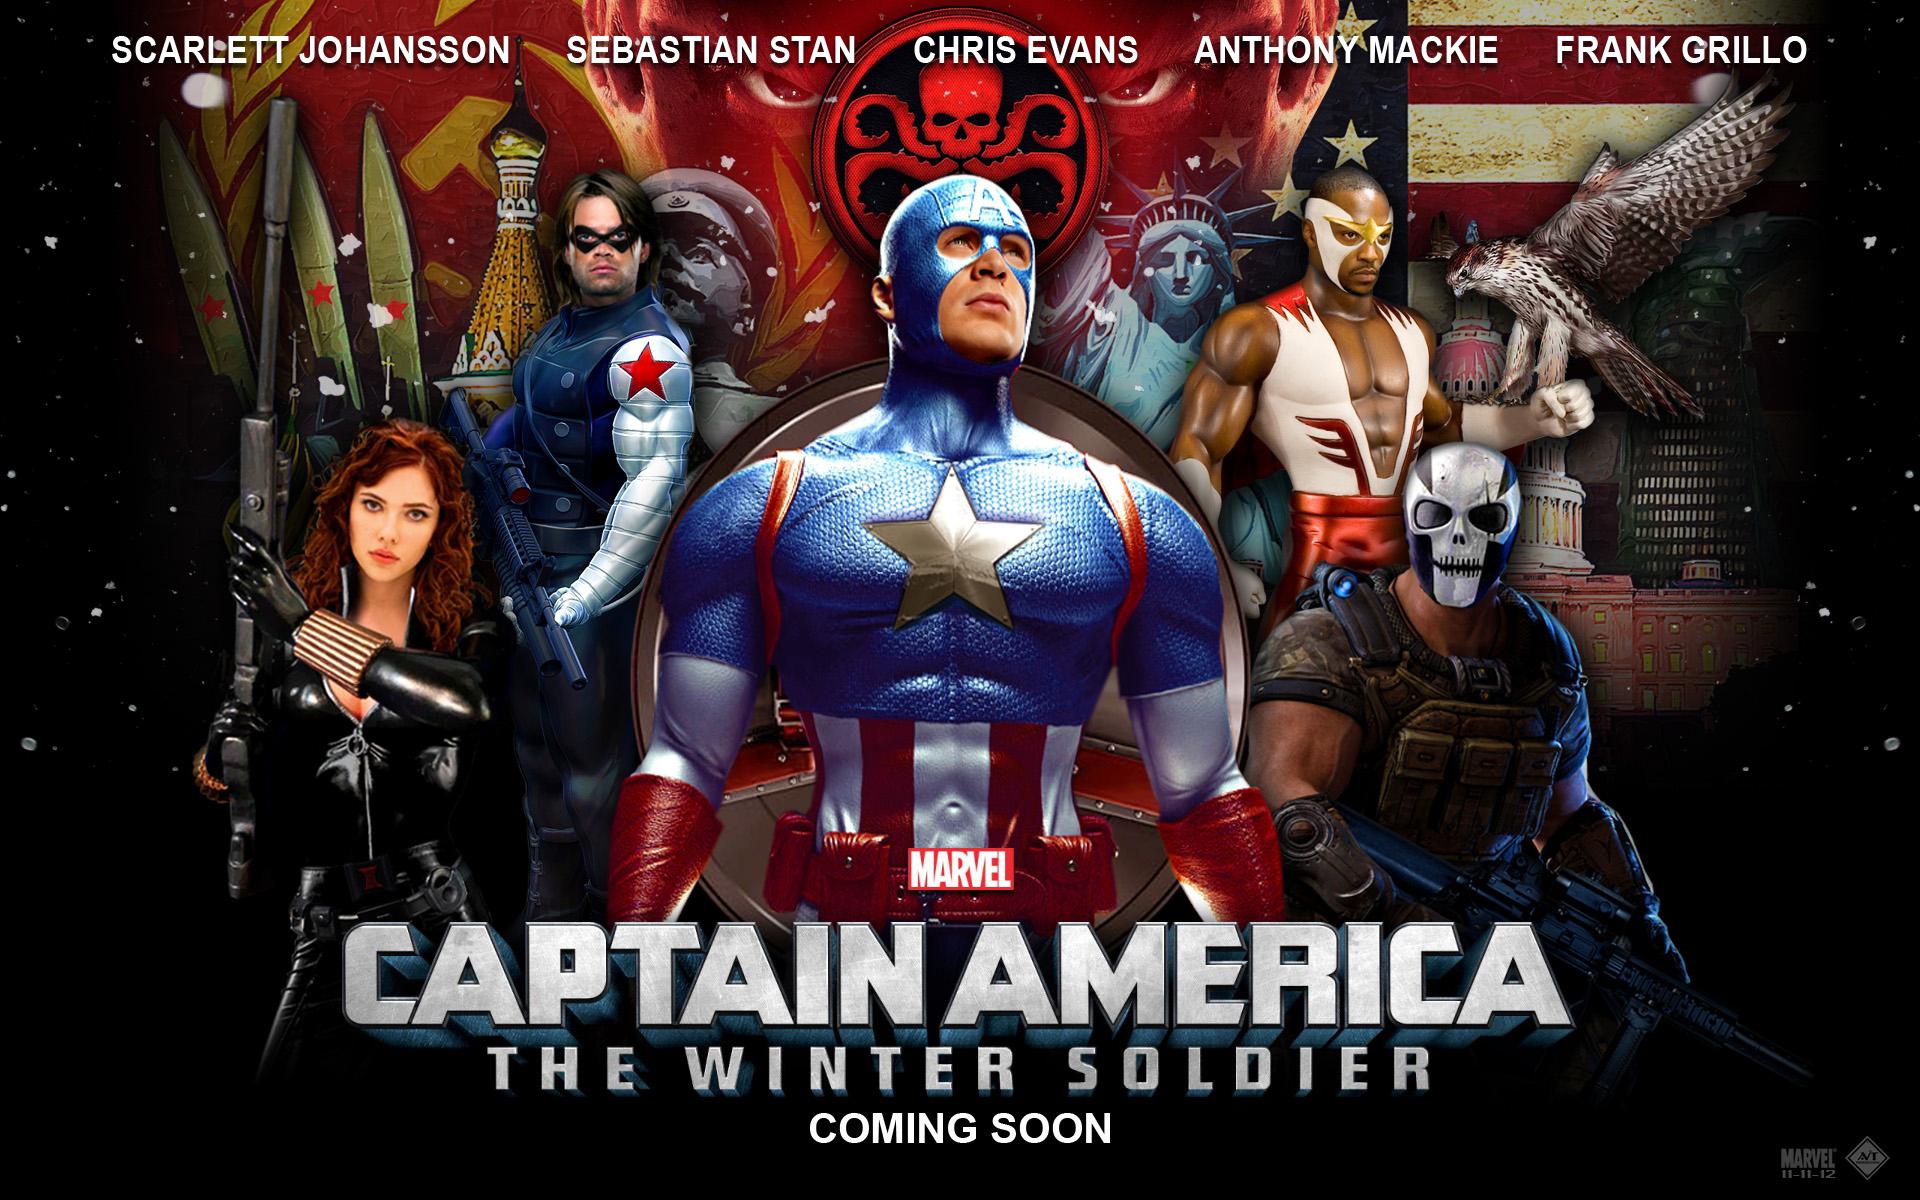 SCARLETT JOHANSSON SEBASTIAN STAN CHRIS EVANS ANTHONY MACKIE FRANK GRILLO
A
MARVEL
CAPTAIN AMERICA
THE WINTER SOLDIER
COMING SOON
MARVEL
11-11-12
AVT